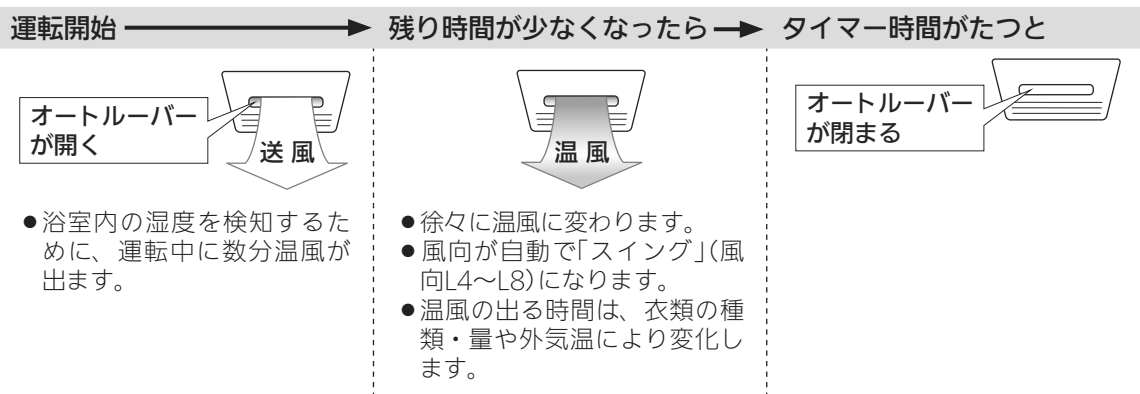 運転開始
残り時間が少なくなったら
タイマー時間がたつと
オートルーバー
が開く
送風
●浴室内の湿度を検知するた
めに、運転中に数分温風が
出ます。
温風
●徐々に温風に変わります。
●風向が自動で「スイング」(風
向L4〜L8)になります。
●温風の出る時間は、衣類の種
類・量や外気温により変化し
ます。
オートルーバー
が閉まる